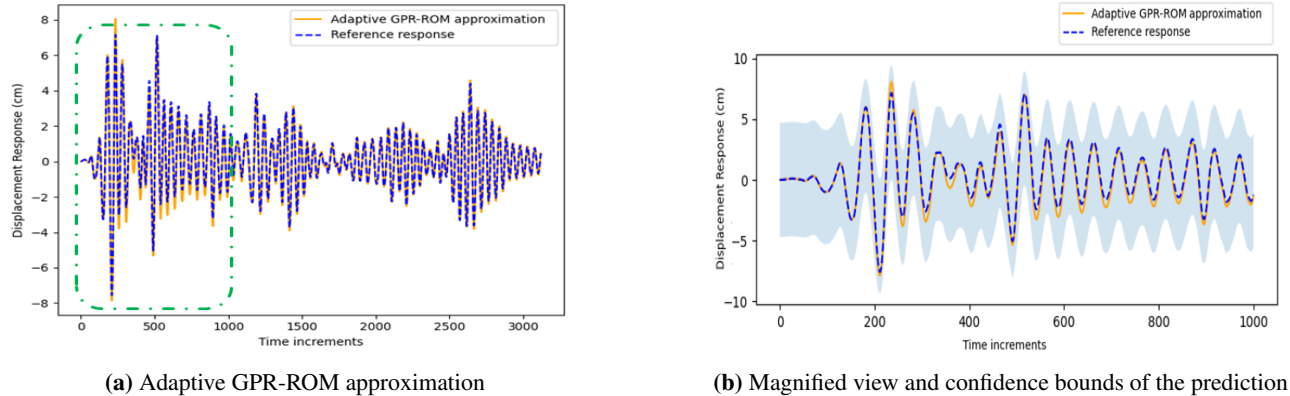 Adaptive GPR-ROM approximation
Reference response
8
6
4
2
0
−2
−4
−6
−8
Displacement Response (cm)
0
500
1000
1500
2000
2500
3000
Time increments
(a) Adaptive GPR-ROM approximation
Adaptive GPR-ROM approximation
Reference response
10
5
0
−5
−10
Displacement Response (cm)
0
200
400
600
800
1000
Time increments
(b) Magnified view and confidence bounds of the prediction